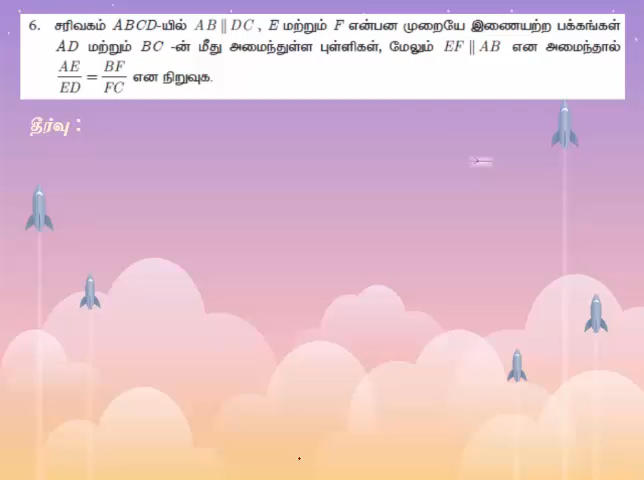 6. சரிவகம் ABCD-யில் AB || DC, E மற்றும் F என்பன முறையே இணையற்ற பக்கங்கள்
AD மற்றும் BC -ன் மீது அமைந்துள்ள புள்ளிகள், மேலும் EF || AB என அமைந்தால்
AE/ED = BF/FC என நிறுவுக.
தீர்வு :